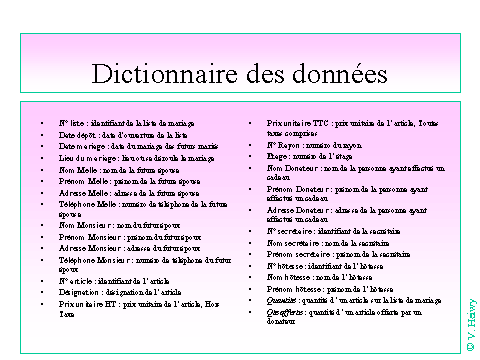 Dictionnaire des données
• N° liste : identifiant de la liste de mariage
• Date dépôt : date d'ouverture de la liste
• Date mariage : date du mariage des futurs mariés
• Lieu du mariage : lieu où se déroule le mariage
• Nom Melle : nom de la future épouse
• Prénom Melle : prénom de la future épouse
• Adresse Melle : adresse de la future épouse
• Téléphone Melle : numéro de téléphone de la future
épouse
• Nom Monsieur : nom du futur époux
• Prénom Monsieur : prénom du futur époux
• Adresse Monsieur : adresse du futur époux
• Téléphone Monsieur : numéro de téléphone du futur
époux
• N° article : identifiant de l'article
• Désignation : désignation de l'article
• Prix unitaire HT : prix unitaire de l'article, Hors
Taxe
• Prix unitaire TTC : prix unitaire de l'article, Toutes
taxes comprises
• N° Rayon : numéro du rayon
• Etage : numéro de l'étage
• Nom Donateur : nom de la personne ayant effectué un
cadeau
• Prénom Donateur : prénom de la personne ayant
effectué un cadeau
• Adresse Donateur : adresse de la personne ayant
effectué un cadeau
• N° secrétaire : identifiant de la secrétaire
• Nom secrétaire : nom de la secrétaire
• Prénom secrétaire : prénom de la secrétaire
• N° hôtesse : identifiant de l'hôtesse
• Nom hôtesse : nom de l'hôtesse
• Prénom hôtesse : prénom de l'hôtesse
• Quantité : quantité d'un article sur la liste de mariage
• Qte offerte : quantité d'un article offerte par un
donateur
© V. Heiwy